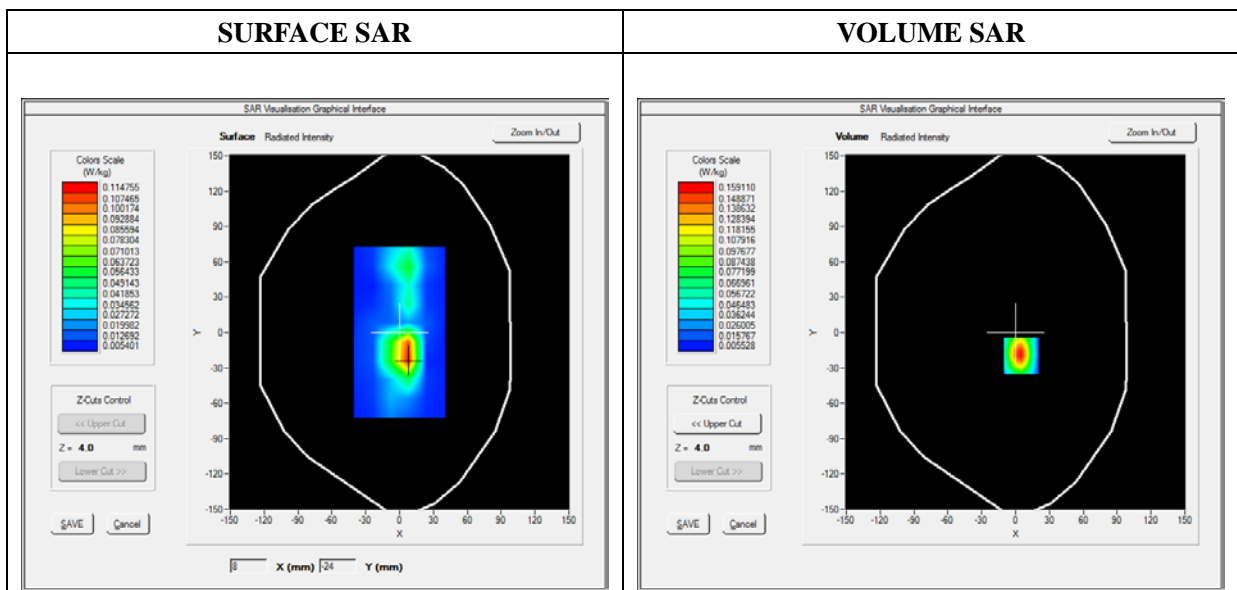 SURFACE SAR
VOLUME SAR
SAR Visualisation Graphical Interface
Surface Radiated Intensity
Zoom In/Out
Colors Scale
(W/kg)
0.114755
0.107465
0.100174
0.092884
0.085594
0.078304
0.071013
0.063723
0.056433
0.049143
0.041853
0.034562
0.027272
0.019982
0.012692
0.005401
Z-Cuts Control
<< Upper Cut
Z = 4.0 mm
Lower Cut >>
SAVE Cancel
150
120
90
60
30
0
-30
-60
-90
-120
-150
Y
-150 -120 -90 -60 -30 0 30 60 90 120 150
X
8 X (mm) -24 Y (mm)
SAR Visualisation Graphical Interface
Volume Radiated Intensity
Zoom In/Out
Colors Scale
(W/kg)
0.159110
0.148871
0.138632
0.128394
0.118155
0.107916
0.097677
0.087438
0.077199
0.066961
0.056722
0.046483
0.036244
0.026005
0.015767
0.005528
Z-Cuts Control
<< Upper Cut
Z = 4.0 mm
Lower Cut >>
SAVE Cancel
150
120
90
60
30
0
-30
-60
-90
-120
-150
Y
-150 -120 -90 -60 -30 0 30 60 90 120 150
X